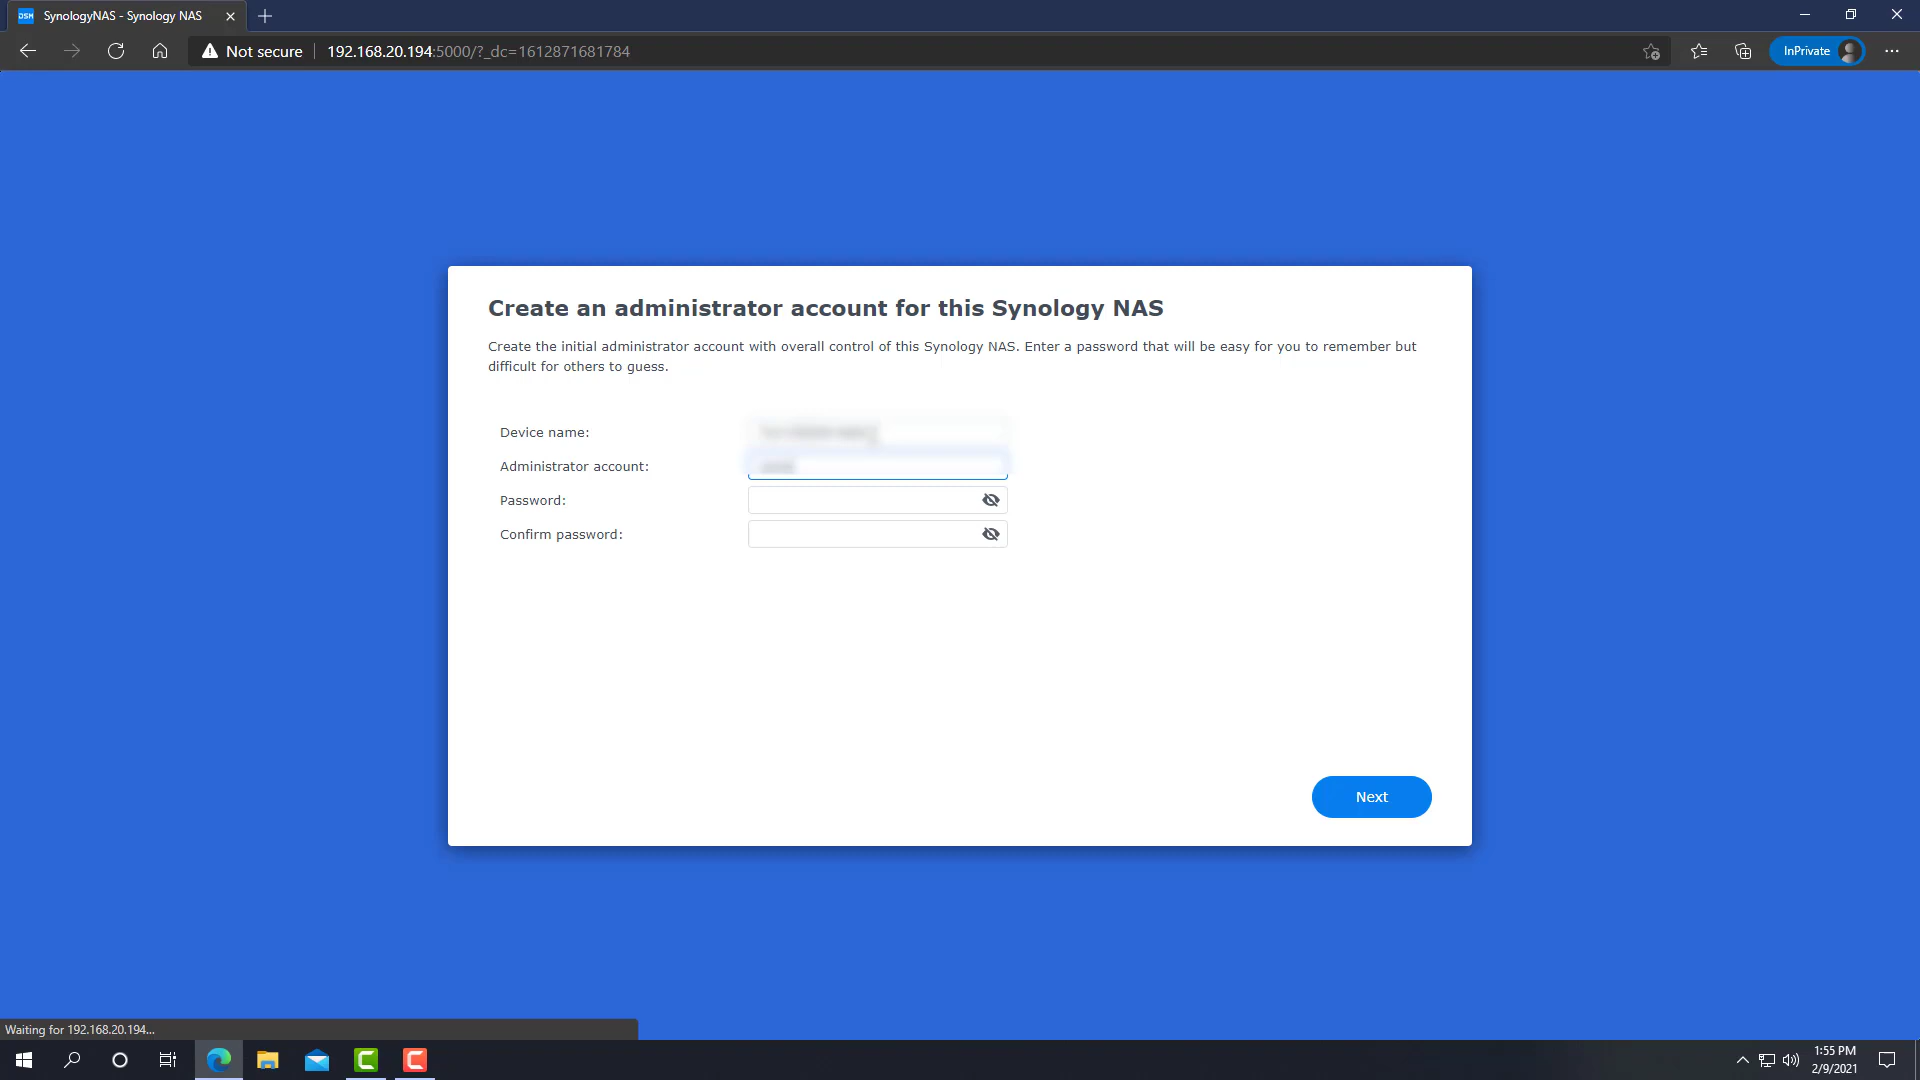 DSM SynologyNAS - Synology NAS
Not secure 192.168.20.194:5000/?_dc=1612871681784
InPrivate
Create an administrator account for this Synology NAS
Create the initial administrator account with overall control of this Synology NAS. Enter a password that will be easy for you to remember but
difficult for others to guess.
Device name:
Administrator account:
Password:
Confirm password:
Next
Waiting for 192.168.20.194...
1:55 PM
2/9/2021